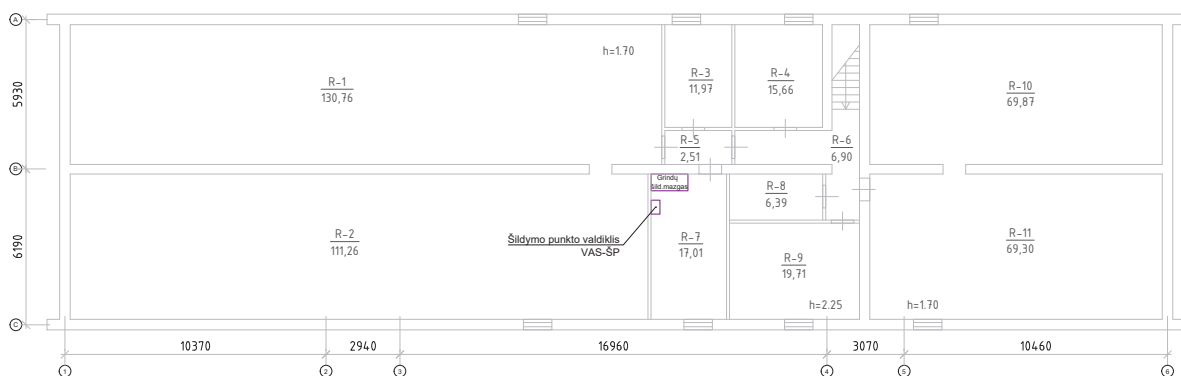 A
B
C
5930
6190
h=1.70
R-1
130,76
R-3
11,97
R-4
15,66
R-10
69,87
R-5
2,51
R-6
6,90
Grindų
šild.mazgas
R-8
6,39
R-2
111,26
Šildymo punkto valdiklis
VAS-ŠP
R-7
17,01
R-9
19,71
R-11
69,30
h=2.25
h=1.70
10370
2940
16960
3070
10460
1
2
3
4
5
6